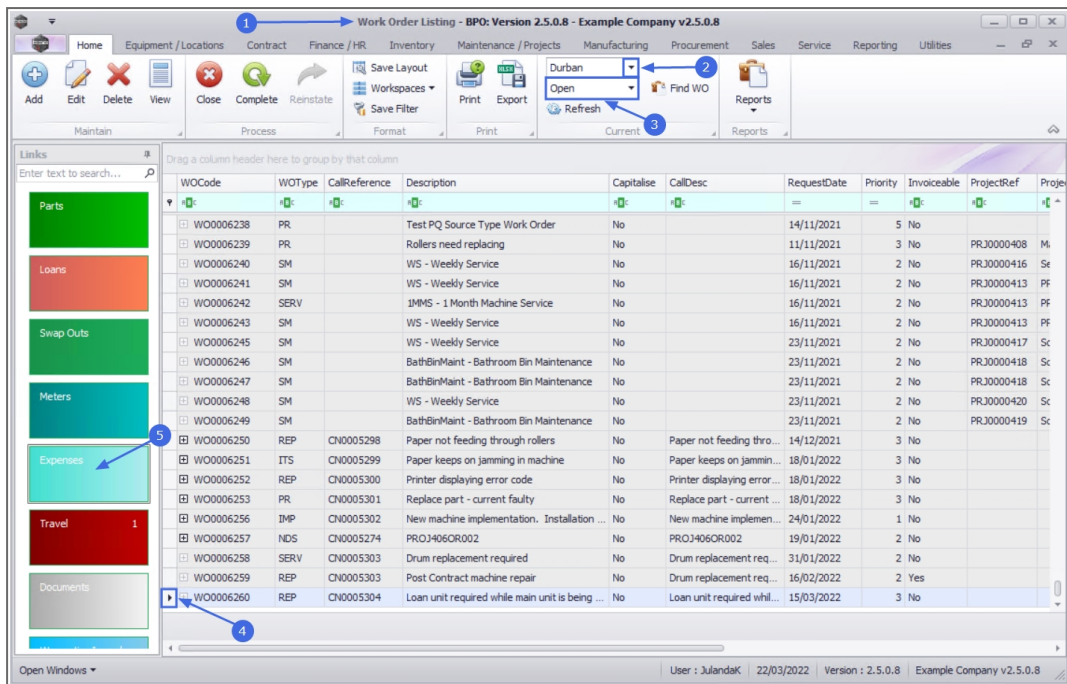 1
Work Order Listing - BPO: Version 2.5.0.8 - Example Company v2.5.0.8
Home Equipment / Locations Contract Finance / HR Inventory Maintenance / Projects Manufacturing Procurement Sales Service Reporting Utilities
Add Edit Delete View Close Complete Reinstate
Save Layout
Workspaces
Save Filter
Print Export
Durban 2
Open Find WO
Refresh 3
Reports
Maintain Process Format Print Current Reports
Links
Enter text to search...
Parts
Loans
Swap Outs
Meters
5
Expenses
Travel 1
Documents
Drag a column header here to group by that column
WOCode WOType CallReference Description Capitalise CallDesc RequestDate Priority Invoiceable ProjectRef Proje
WO0006238 PR Test PQ Source Type Work Order No 14/11/2021 5 No
WO0006239 PR Rollers need replacing No 11/11/2021 3 No PRJ0000408
WO0006240 SM WS - Weekly Service No 16/11/2021 2 No PRJ0000416 Se
WO0006241 SM WS - Weekly Service No 16/11/2021 2 No PRJ0000413 PF
WO0006242 SERV 1MMS - 1 Month Machine Service No 16/11/2021 2 No PRJ0000413 PF
WO0006243 SM WS - Weekly Service No 16/11/2021 2 No PRJ0000413 PF
WO0006245 SM WS - Weekly Service No 23/11/2021 2 No PRJ0000417 Sc
WO0006246 SM BathBinMaint - Bathroom Bin Maintenance No 23/11/2021 2 No PRJ0000418 Sc
WO0006247 SM BathBinMaint - Bathroom Bin Maintenance No 23/11/2021 2 No PRJ0000418 Sc
WO0006248 SM WS - Weekly Service No 23/11/2021 2 No PRJ0000420 Sc
WO0006249 SM BathBinMaint - Bathroom Bin Maintenance No 23/11/2021 2 No PRJ0000419 Sc
WO0006250 REP CN0005298 Paper not feeding through rollers No Paper not feeding thro... 14/12/2021 3 No
WO0006251 ITS CN0005299 Paper keeps on jamming in machine No Paper keeps on jammin... 18/01/2022 3 No
WO0006252 REP CN0005300 Printer displaying error code No Printer displaying error... 18/01/2022 3 No
WO0006253 PR CN0005301 Replace part - current faulty No Replace part - current ... 18/01/2022 3 No
WO0006256 IMP CN0005302 New machine implementation. Installation ... No New machine implemen... 24/01/2022 1 No
WO0006257 NDS CN0005274 PROJ406OR002 No PROJ406OR002 19/01/2022 2 No
WO0006258 SERV CN0005303 Drum replacement required No Drum replacement req... 31/01/2022 2 No
WO0006259 REP CN0005303 Post Contract machine repair No Drum replacement req... 16/02/2022 2 Yes
WO0006260 REP CN0005304 Loan unit required while main unit is being ... No Loan unit required whil... 15/03/2022 3 No
4
Open Windows User : JulandaK 22/03/2022 Version : 2.5.0.8 Example Company v2.5.0.8